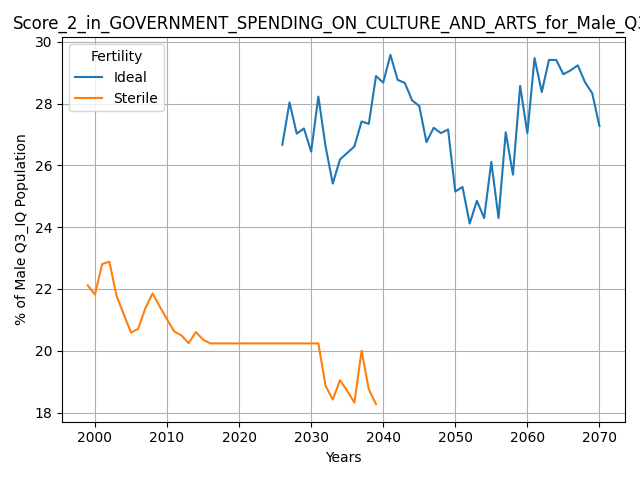 Score_2_in_GOVERNMENT_SPENDING_ON_CULTURE_AND_ARTS_for_Male_Q3
Fertility
Ideal
Sterile
% of Male Q3_IQ Population
30
28
26
24
22
20
18
2000 2010 2020 2030 2040 2050 2060 2070
Years